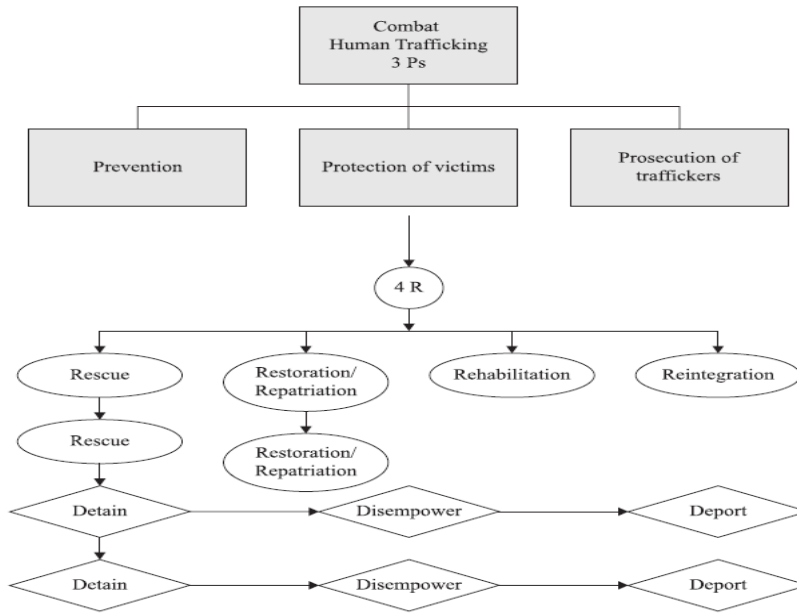 Combat
Human Trafficking
3 Ps
Prevention
Protection of victims
Prosecution of
traffickers
4 R
Rescue
Restoration/
Repatriation
Rehabilitation
Reintegration
Rescue
Restoration/
Repatriation
Detain
Disempower
Deport
Detain
Disempower
Deport